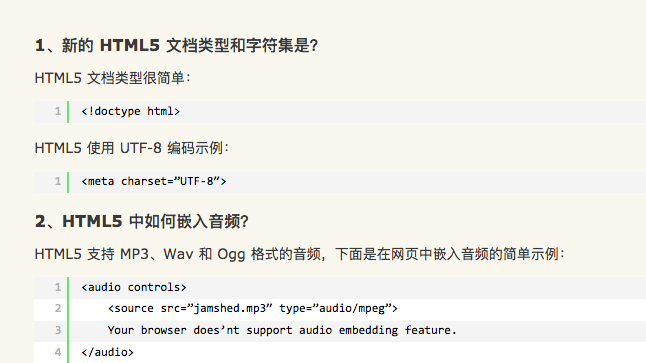 1、新的 HTML5 文档类型和字符集是？
HTML5 文档类型很简单：
1 <!doctype html>
HTML5 使用 UTF-8 编码示例：
1 <meta charset=”UTF-8”>
2、HTML5 中如何嵌入音频？
HTML5 支持 MP3、Wav 和 Ogg 格式的音频，下面是在网页中嵌入音频的简单示例：
1 <audio controls>
2 <source src=”jamshed.mp3” type=”audio/mpeg”>
3 Your browser does’nt support audio embedding feature.
4 </audio>